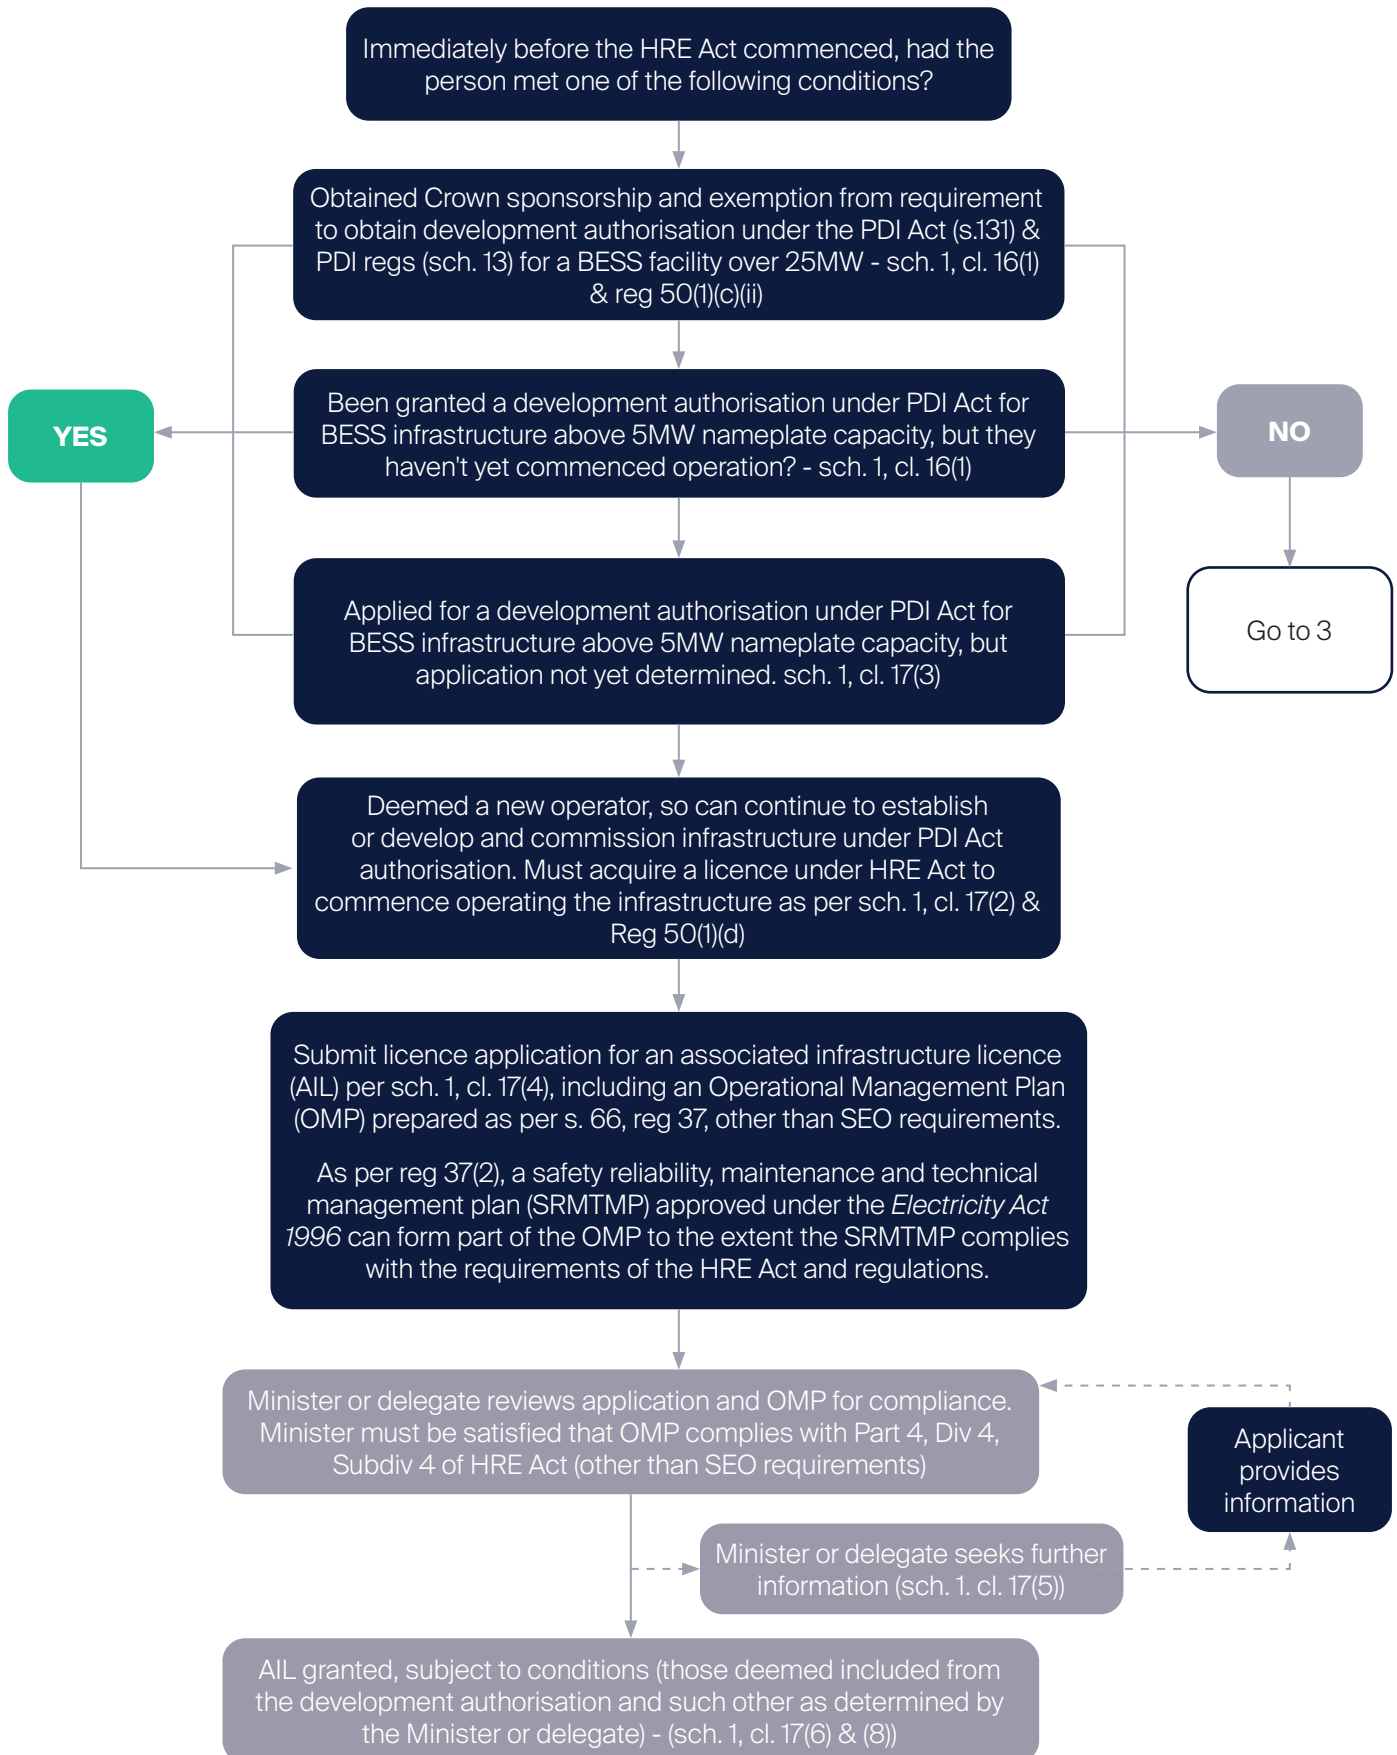 Immediately before the HRE Act commenced, had the
person met one of the following conditions?
Obtained Crown sponsorship and exemption from requirement
to obtain development authorisation under the PDI Act (s.131) &
PDI regs (sch. 13) for a BESS facility over 25MW - sch. 1, cl. 16(1)
& reg 50(1)(c)(ii)
YES
Been granted a development authorisation under PDI Act for
BESS infrastructure above 5MW nameplate capacity, but they
haven't yet commenced operation? - sch. 1, cl. 16(1)
NO
Applied for a development authorisation under PDI Act for
BESS infrastructure above 5MW nameplate capacity, but
application not yet determined. sch. 1, cl. 17(3)
Go to 3
Deemed a new operator, so can continue to establish
or develop and commission infrastructure under PDI Act
authorisation. Must acquire a licence under HRE Act to
commence operating the infrastructure as per sch. 1, cl. 17(2) &
Reg 50(1)(d)
Submit licence application for an associated infrastructure licence
(AIL) per sch. 1, cl. 17(4), including an Operational Management Plan
(OMP) prepared as per s. 66, reg 37, other than SEO requirements.
As per reg 37(2), a safety reliability, maintenance and technical
management plan (SRMTMP) approved under the Electricity Act
1996 can form part of the OMP to the extent the SRMTMP complies
with the requirements of the HRE Act and regulations.
Minister or delegate reviews application and OMP for compliance.
Minister must be satisfied that OMP complies with Part 4, Div 4,
Subdiv 4 of HRE Act (other than SEO requirements)
Applicant
provides
information
Minister or delegate seeks further
information (sch. 1. cl. 17(5))
AIL granted, subject to conditions (those deemed included from
the development authorisation and such other as determined by
the Minister or delegate) - (sch. 1, cl. 17(6) & (8))